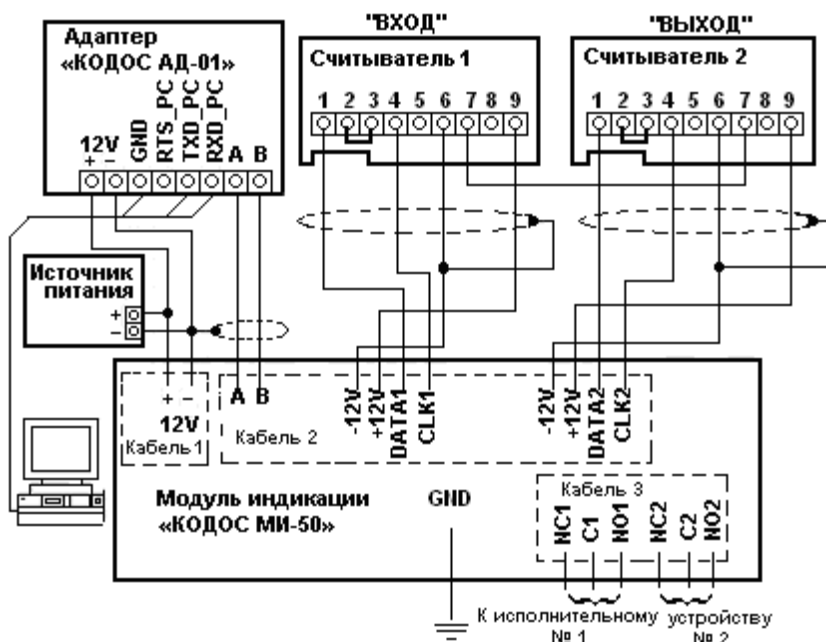 "ВХОД"
"ВЫХОД"
Адаптер
«КОДОС АД-01»
Считыватель 1
Считыватель 2
1 2 3 4 5 6 7 8 9
1 2 3 4 5 6 7 8 9
12V
+ −
GND
RTS_PC
TXD_PC
RXD_PC
A
B
Источник
питания
+
−
+ −
12V
Кабель 1
A B
Кабель 2
-12V
+12V
DATA1
CLK1
-12V
+12V
DATA2
CLK2
Модуль индикации
«КОДОС МИ-50»
GND
Кабель 3
NC1
C1
NO1
NC2
C2
NO2
К исполнительному устройству
№ 1 № 2